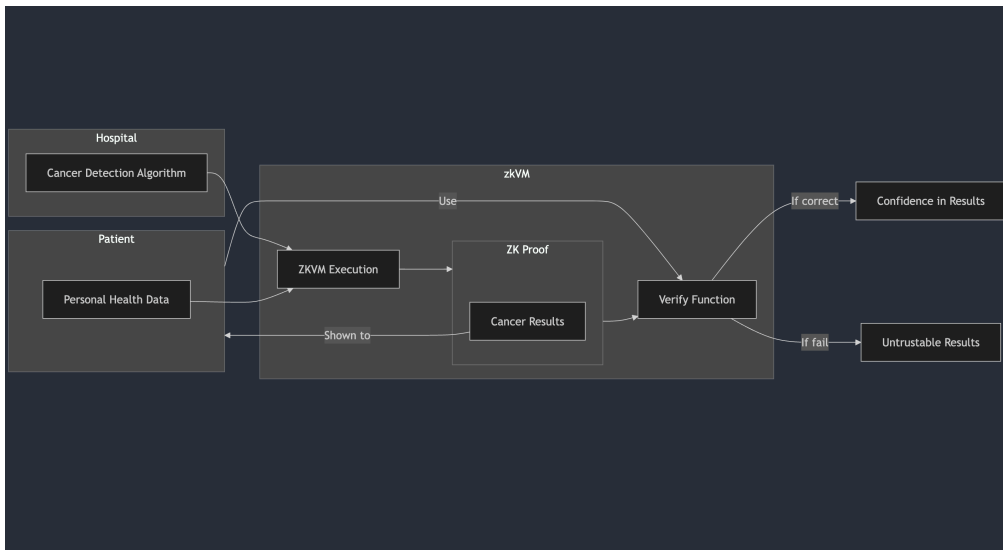 Hospital
Cancer Detection Algorithm
Patient
Personal Health Data
zkVM
Use
ZKVM Execution
ZK Proof
Cancer Results
Shown to
Verify Function
If correct
Confidence in Results
If fail
Untrustable Results